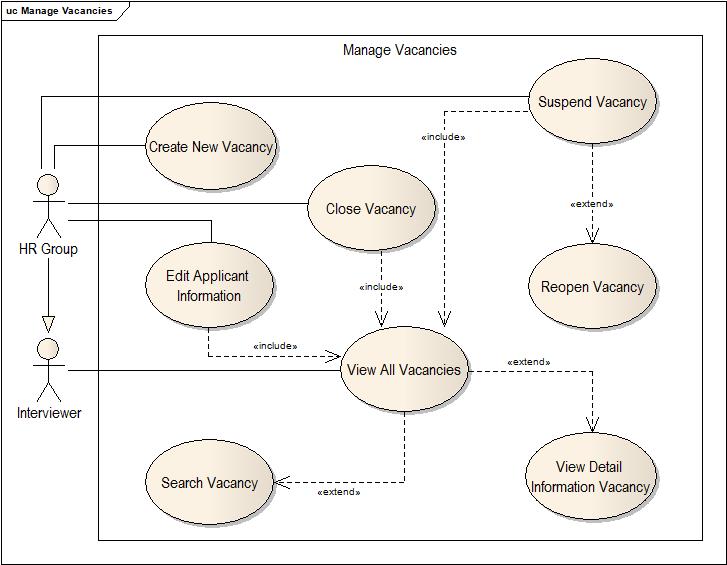 uc Manage Vacancies
Manage Vacancies
Suspend Vacancy
«include»
Create New Vacancy
Close Vacancy
«extend»
HR Group
Edit Applicant
Information
«include»
Reopen Vacancy
«include»
View All Vacancies
«extend»
Interviewer
View Detail
Information Vacancy
Search Vacancy
«extend»